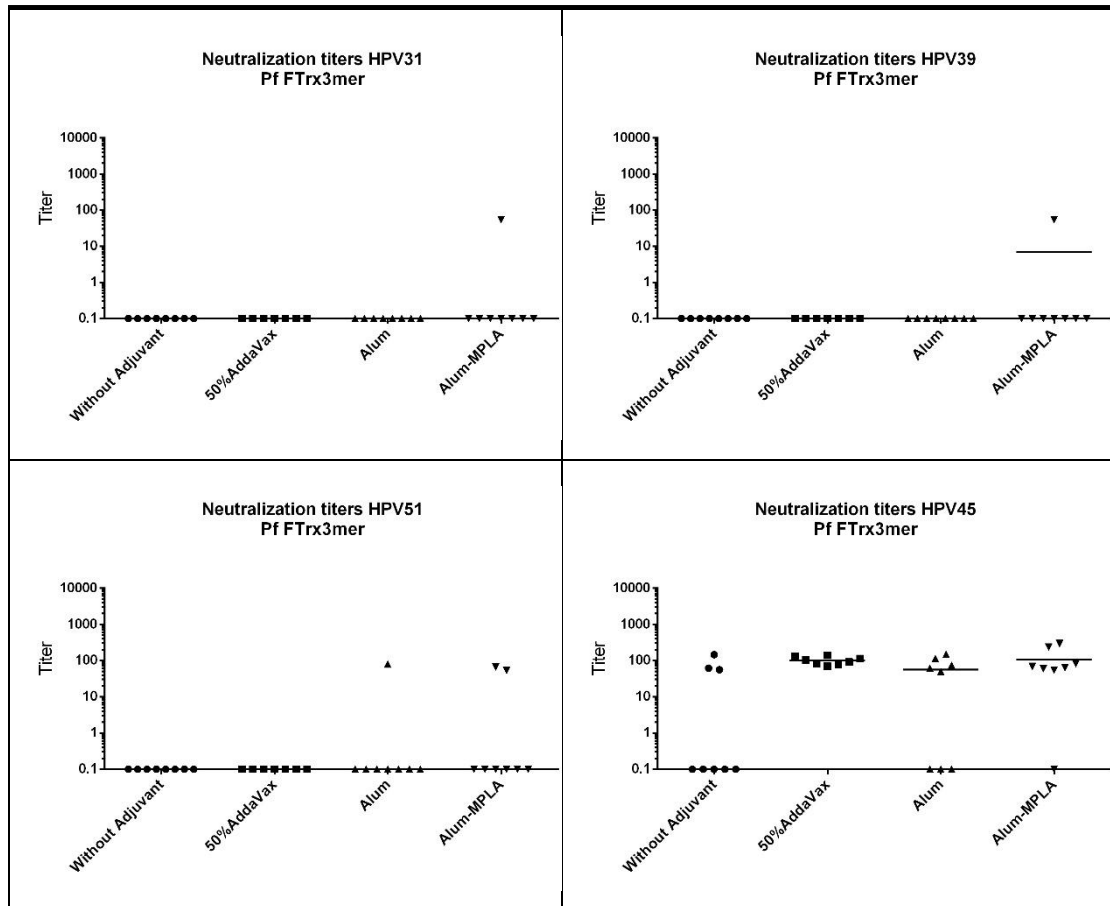 Neutralization titers HPV31
Pf FTrx3mer
Titer
10000
1000
100
10
1
0.1
Without Adjuvant
50%AddaVax
Alum
Alum-MPLA
Neutralization titers HPV39
Pf FTrx3mer
Titer
10000
1000
100
10
1
0.1
Without Adjuvant
50%AddaVax
Alum
Alum-MPLA
Neutralization titers HPV51
Pf FTrx3mer
Titer
10000
1000
100
10
1
0.1
Without Adjuvant
50%AddaVax
Alum
Alum-MPLA
Neutralization titers HPV45
Pf FTrx3mer
Titer
10000
1000
100
10
1
0.1
Without Adjuvant
50%AddaVax
Alum
Alum-MPLA